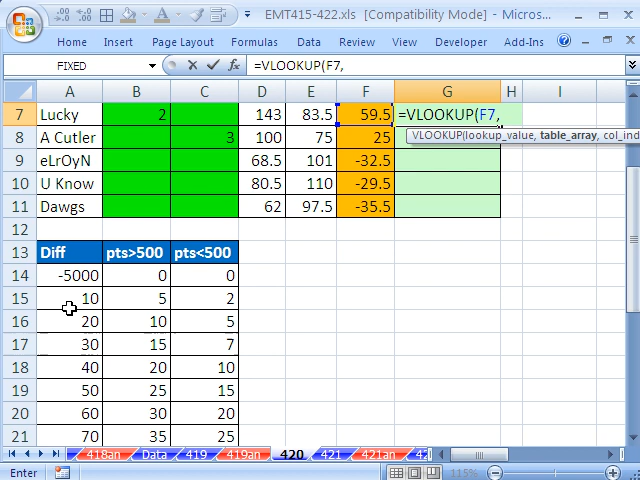 EMT415-422.xls [Compatibility Mode] - Micros...
Home Insert Page Layout Formulas Data Review View Developer Add-Ins
FIXED =VLOOKUP(F7,
A B C D E F G H I
7 Lucky 2 143 83.5 59.5 =VLOOKUP(F7,
VLOOKUP(lookup_value, table_array, col_ind
8 A Cutler 3 100 75 25
9 eLrOyN 68.5 101 -32.5
10 U Know 80.5 110 -29.5
11 Dawgs 62 97.5 -35.5
12
13 Diff pts>500 pts<500
14 -5000 0 0
15 10 5 2
16 20 10 5
17 30 15 7
18 40 20 10
19 50 25 15
20 60 30 20
21 70 35 25
418an Data 419 419an 420 421 421an 42
Enter 115%